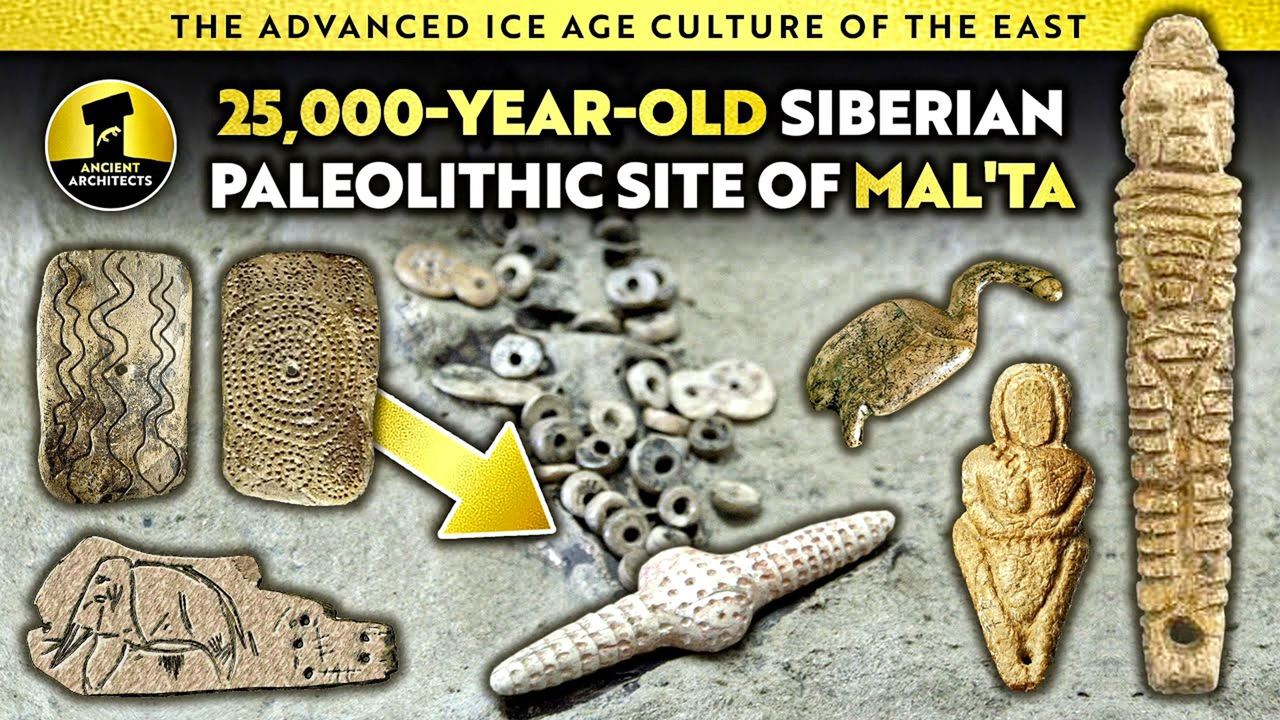 THE ADVANCED ICE AGE CULTURE OF THE EAST
25,000-YEAR-OLD SIBERIAN
PALEOLITHIC SITE OF MAL'TA
ANCIENT
ARCHITECTS